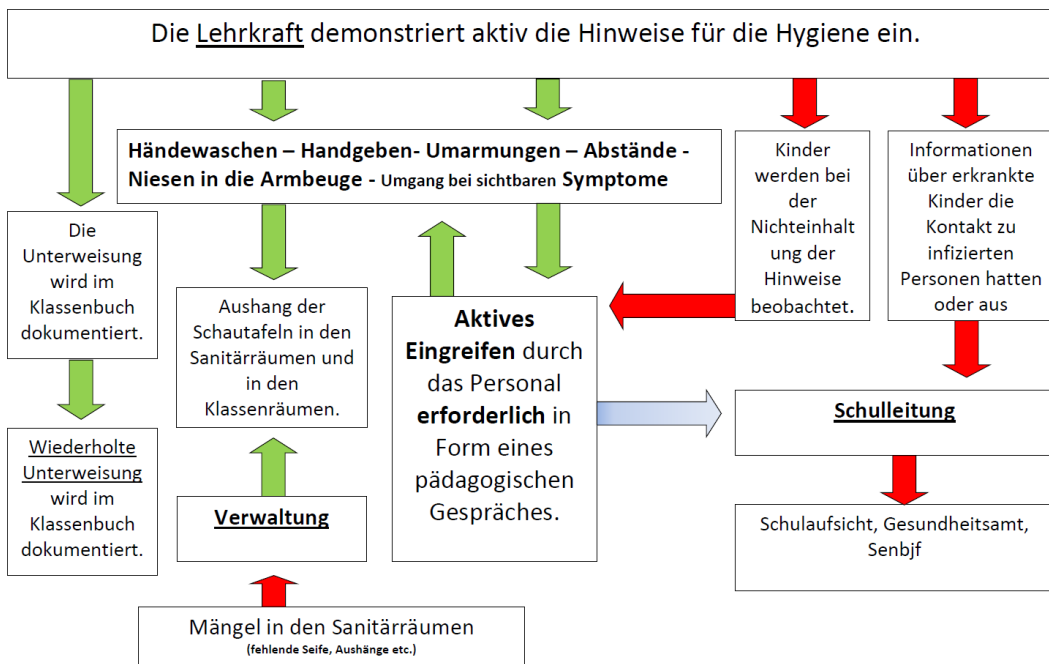 Die Lehrkraft demonstriert aktiv die Hinweise für die Hygiene ein.
Händewaschen – Handgeben- Umarmungen – Abstände -
Niesen in die Armbeuge - Umgang bei sichtbaren Symptome
Die
Unterweisung
wird im
Klassenbuch
dokumentiert.
Wiederholte
Unterweisung
wird im
Klassenbuch
dokumentiert.
Aushang der
Schautafeln in den
Sanitärräumen und
in den
Klassenräumen.
Verwaltung
Mängel in den Sanitärräumen
(fehlende Seife, Aushänge etc.)
Aktives
Eingreifen durch
das Personal
erforderlich in
Form eines
pädagogischen
Gespräches.
Kinder
werden bei
der
Nichteinhalt
ung der
Hinweise
beobachtet.
Informationen
über erkrankte
Kinder die
Kontakt zu
infizierten
Personen hatten
oder aus
Schulleitung
Schulaufsicht, Gesundheitsamt,
Senbjf